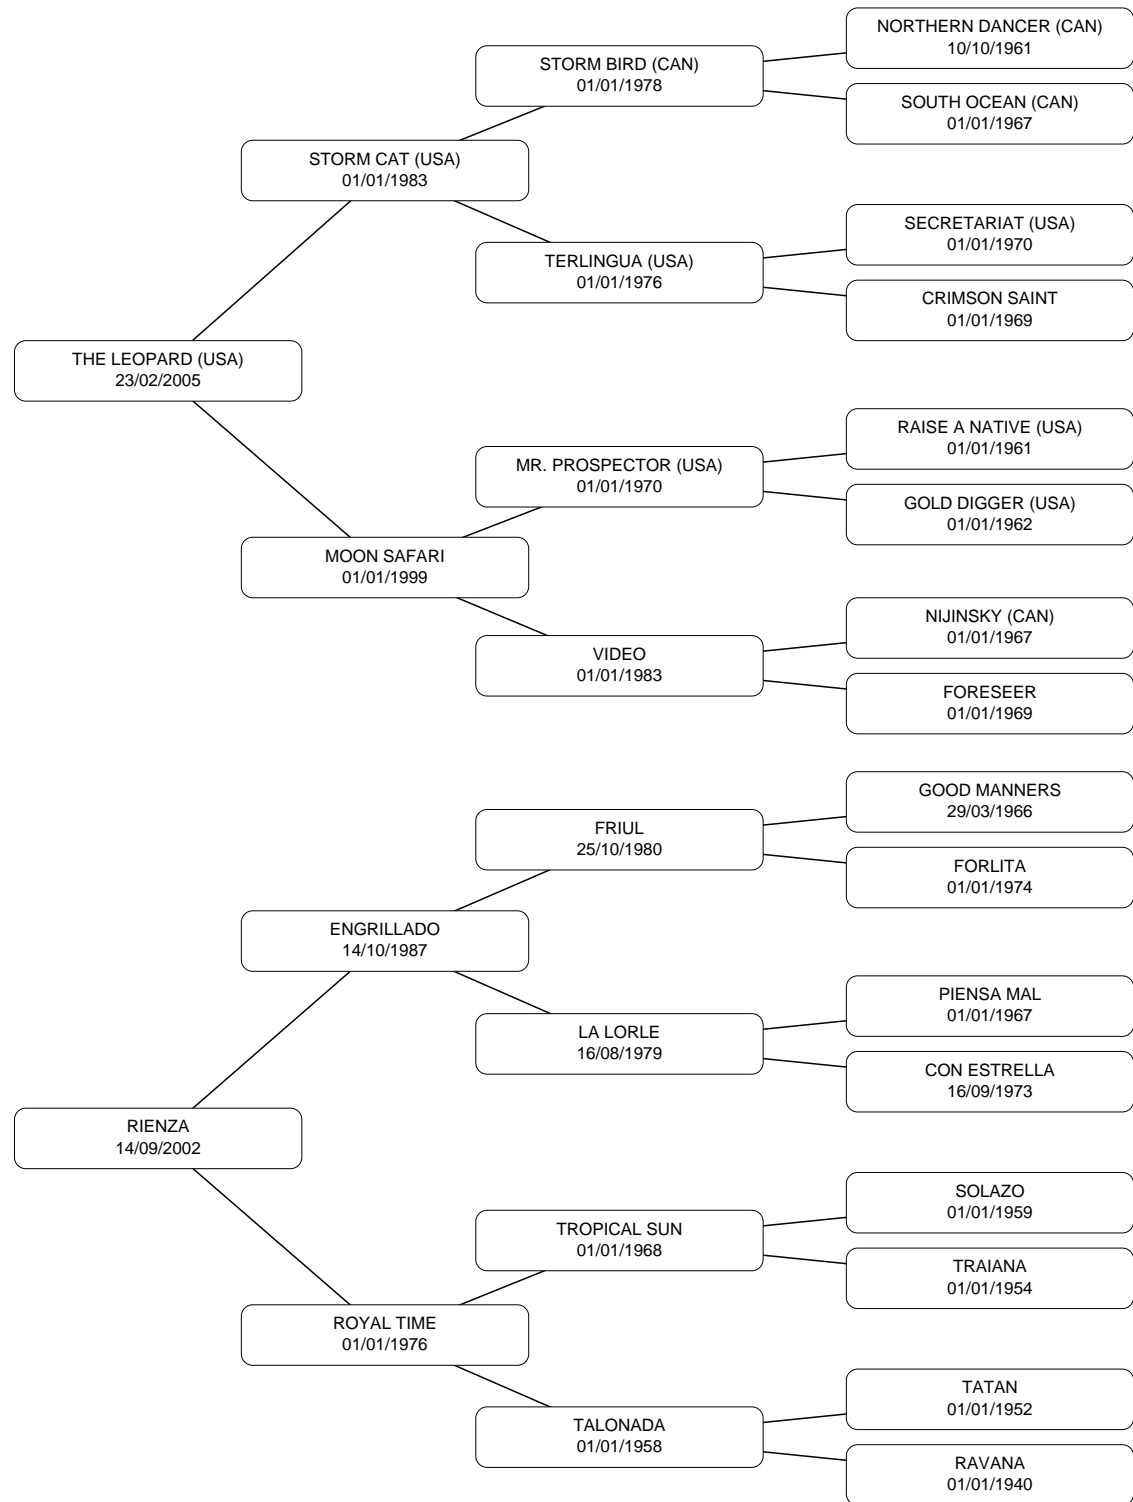 NORTHERN DANCER (CAN)
10/10/1961
STORM BIRD (CAN)
01/01/1978
SOUTH OCEAN (CAN)
01/01/1967
STORM CAT (USA)
01/01/1983
SECRETARIAT (USA)
01/01/1970
TERLINGUA (USA)
01/01/1976
CRIMSON SAINT
01/01/1969
THE LEOPARD (USA)
23/02/2005
RAISE A NATIVE (USA)
01/01/1961
MR. PROSPECTOR (USA)
01/01/1970
GOLD DIGGER (USA)
01/01/1962
MOON SAFARI
01/01/1999
NIJINSKY (CAN)
01/01/1967
VIDEO
01/01/1983
FORESEER
01/01/1969
GOOD MANNERS
29/03/1966
FRIUL
25/10/1980
FORLITA
01/01/1974
ENGRILLADO
14/10/1987
PIENSA MAL
01/01/1967
LA LORLE
16/08/1979
CON ESTRELLA
16/09/1973
RIENZA
14/09/2002
SOLAZO
01/01/1959
TROPICAL SUN
01/01/1968
TRAIANA
01/01/1954
ROYAL TIME
01/01/1976
TATAN
01/01/1952
TALONADA
01/01/1958
RAVANA
01/01/1940